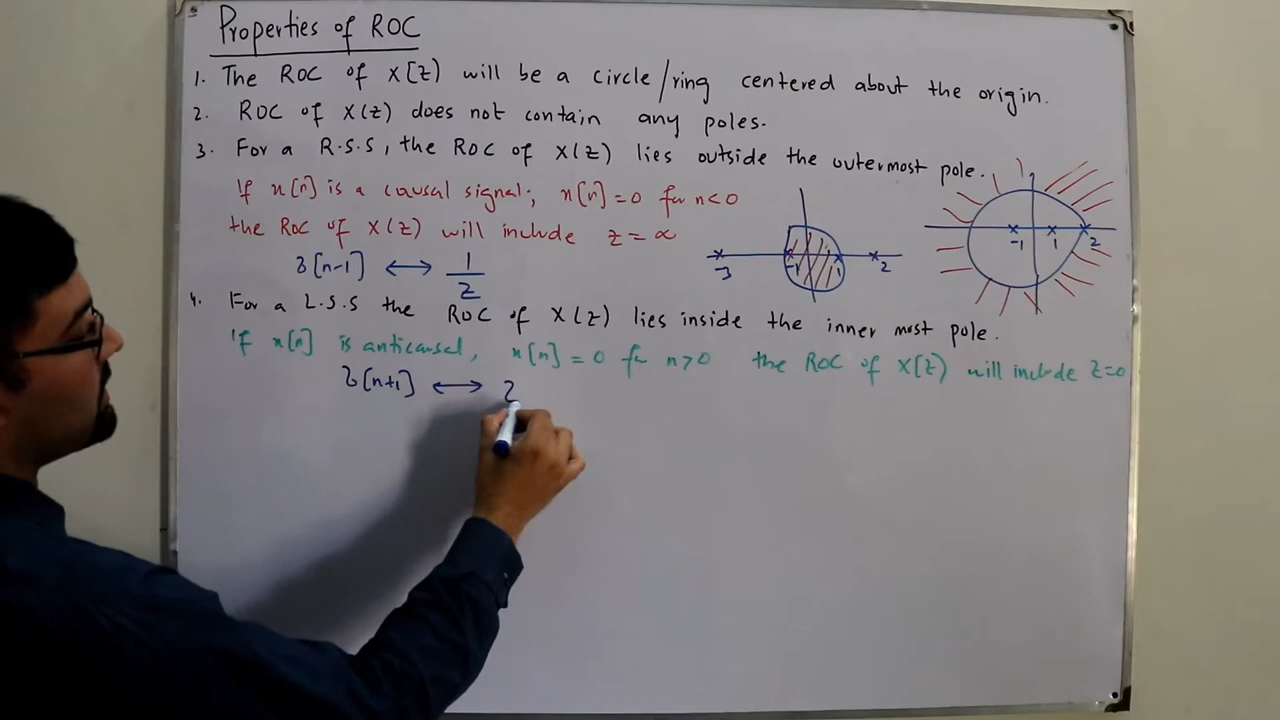 Properties of ROC
1. The ROC of X[z] will be a circle/ring centered about the origin.
2. ROC of X(z) does not contain any poles.
3. For a R.S.S, the ROC of X(z) lies outside the outermost pole.
If x[n] is a causal signal; x[n]=0 for n<0
the ROC of X(z) will include z=∞
δ[n-1] ↔ 1/z
-3 -1 1 2
-1 1 2
4. For a L.S.S the ROC of X(z) lies inside the inner most pole.
If x[n] is anticausal, x[n]=0 for n>0 the ROC of X[z] will include z=0
δ[n+1] ↔ z